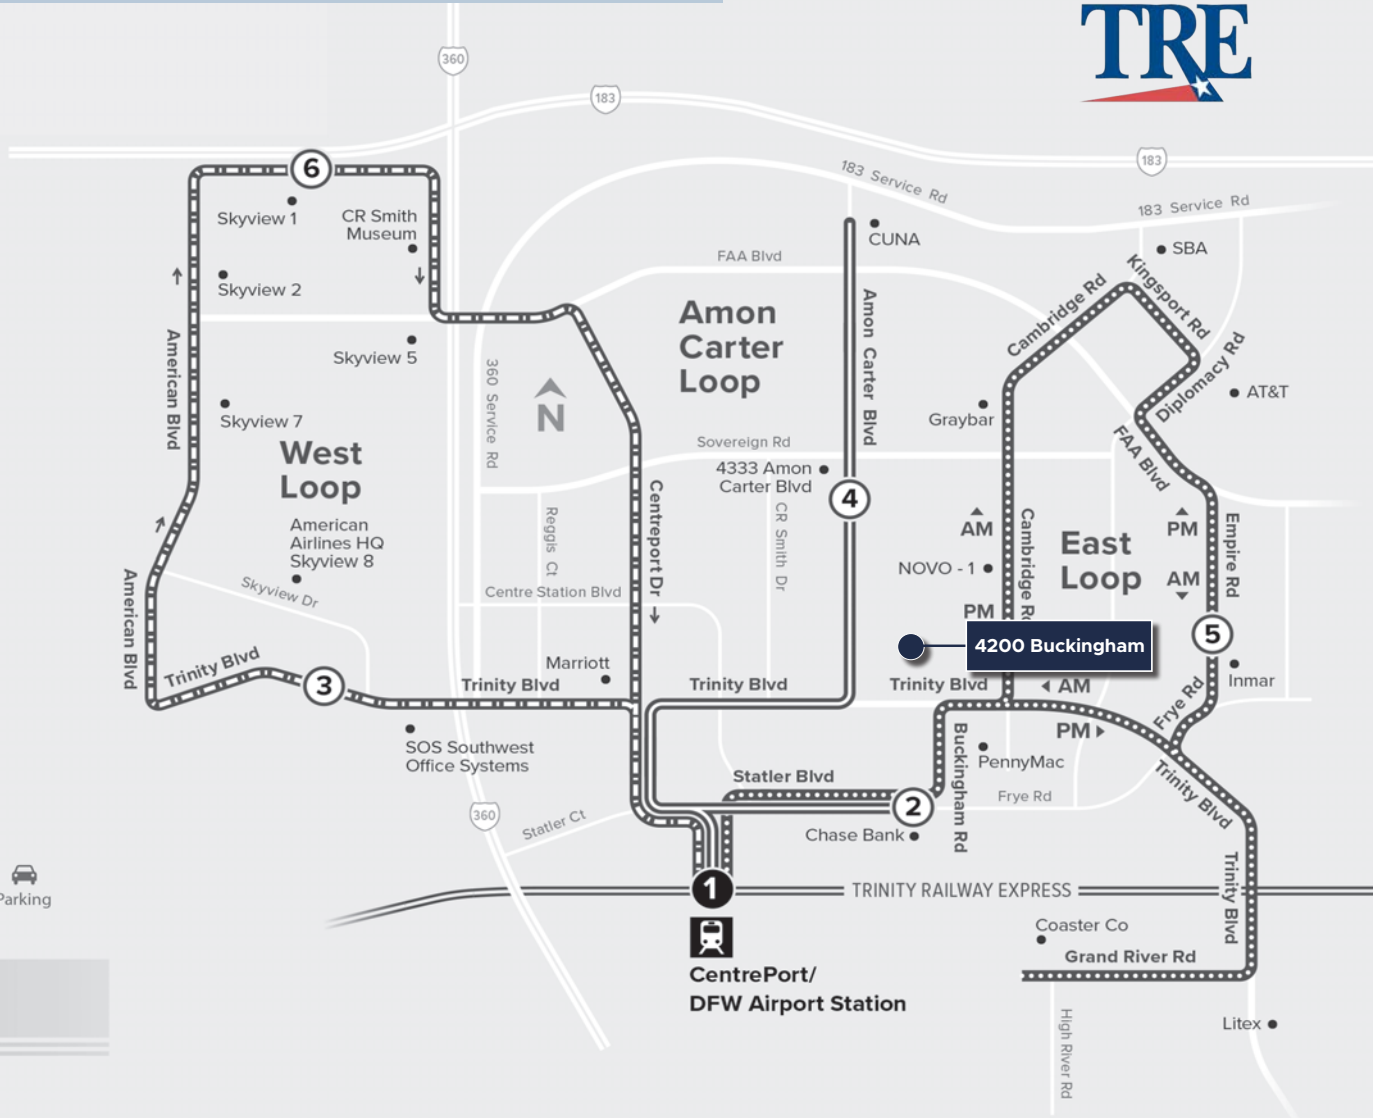 TRE
360
183
183
183 Service Rd
183 Service Rd
6
Skyview 1
CR Smith
Museum
CUNA
SBA
FAA Blvd
Kingsport Rd
Skyview 2
Cambridge Rd
Amon
Carter
Loop
Amon Carter Blvd
American Blvd
Skyview 5
360 Service Rd
Diplomacy Rd
AT&T
N
Skyview 7
Graybar
FAA Blvd
West
Loop
Sovereign Rd
4333 Amon
Carter Blvd
4
Centreport Dr
CR Smith Dr
Reggis Ct
American
Airlines HQ
Skyview 8
AM
Cambridge Rd
East
Loop
PM
Empire Rd
NOVO - 1
AM
American Blvd
Skyview Dr
Centre Station Blvd
PM
5
4200 Buckingham
Trinity Blvd
Marriott
Inmar
3
Trinity Blvd
Trinity Blvd
Trinity Blvd
AM
Frye Rd
PM
SOS Southwest
Office Systems
Buckingham Rd
PennyMac
Statler Blvd
Trinity Blvd
2
Frye Rd
360
Statler Ct
Chase Bank
Parking
1
TRINITY RAILWAY EXPRESS
Trinity Blvd
CentrePort/
DFW Airport Station
Coaster Co
Grand River Rd
High River Rd
Litex